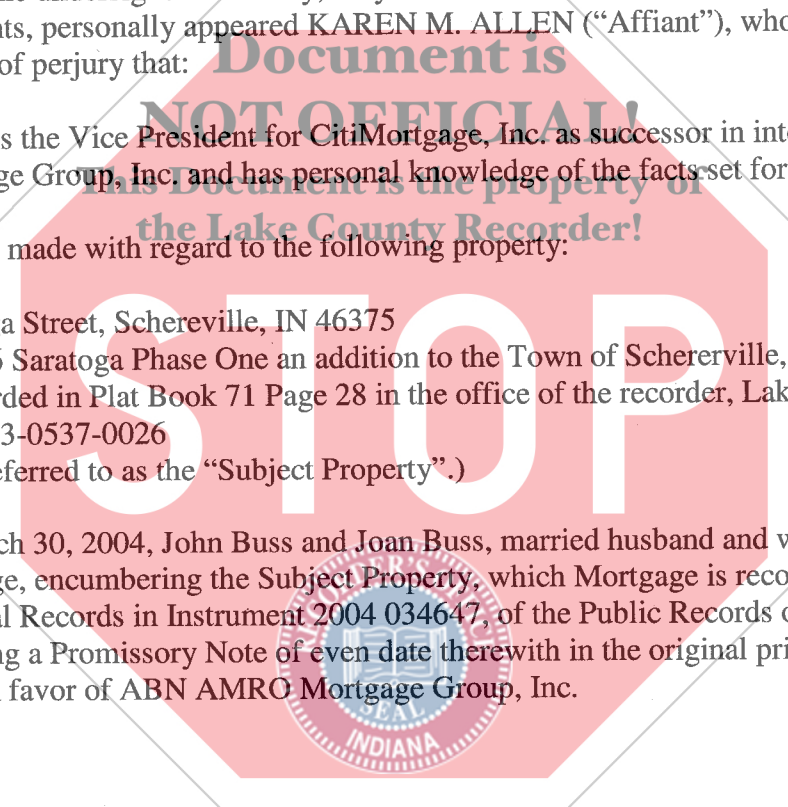 nts, personally appeared KAREN M. ALLEN (“Affiant”), who
of perjury that:
Document is
NOT OFFICIAL!
s the Vice President for CitiMortgage, Inc. as successor in int
ge Group, Inc. and has personal knowledge of the facts set for
This Document is the property of
the Lake County Recorder!
made with regard to the following property:
a Street, Schereville, IN 46375
Saratoga Phase One an addition to the Town of Schererville,
rded in Plat Book 71 Page 28 in the office of the recorder, Lak
3-0537-0026
eferred to as the “Subject Property”.)
STOP
ch 30, 2004, John Buss and Joan Buss, married husband and w
ge, encumbering the Subject Property, which Mortgage is reco
al Records in Instrument 2004 034647, of the Public Records o
ng a Promissory Note of even date therewith in the original pri
favor of ABN AMRO Mortgage Group, Inc.
SEAL
INDIANA